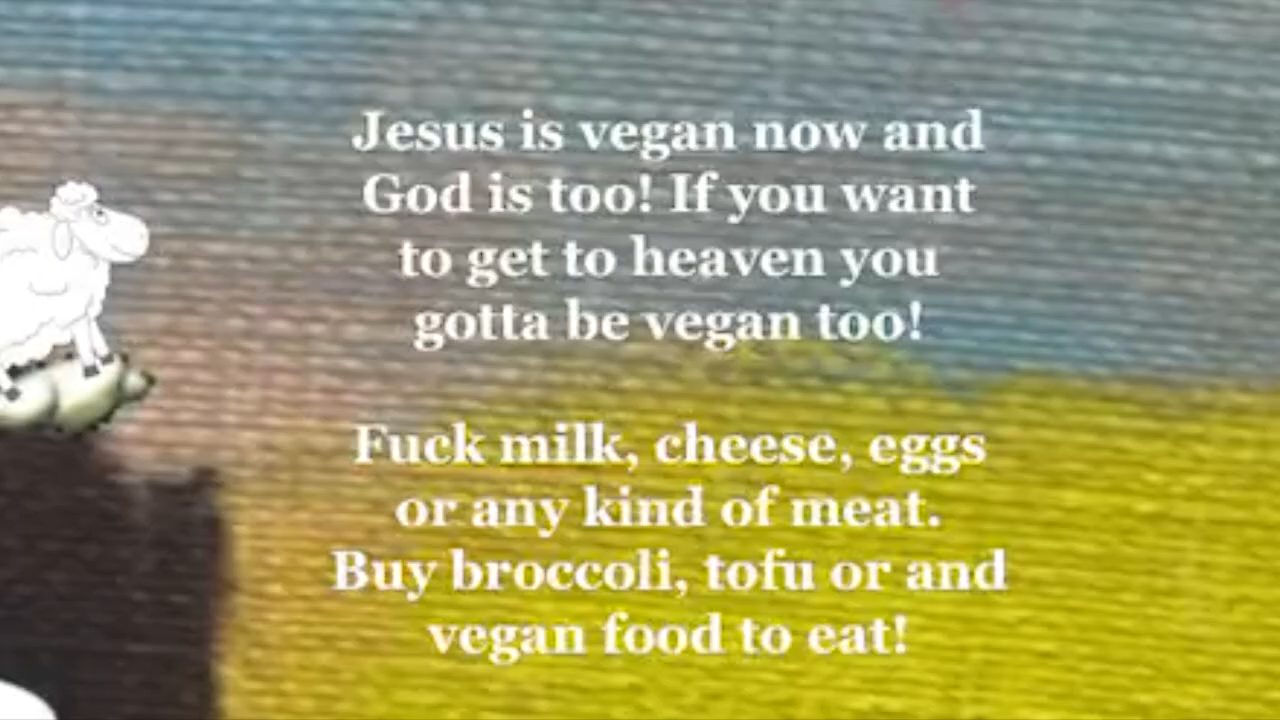 Jesus is vegan now and
God is too! If you want
to get to heaven you
gotta be vegan too!
Fuck milk, cheese, eggs
or any kind of meat.
Buy broccoli, tofu or and
vegan food to eat!